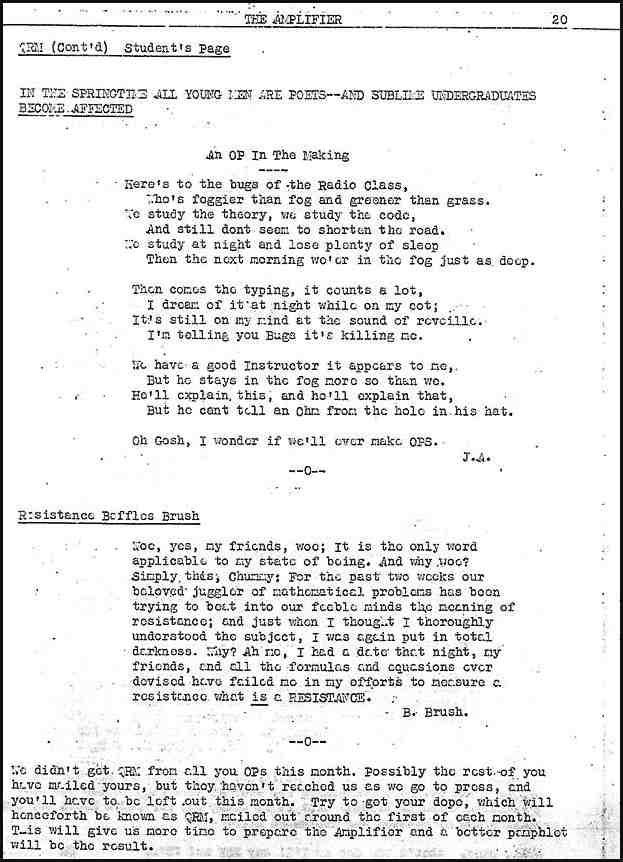 THE AMPLIFIER 20
QRM (Cont'd) Student's Page
IN THE SPRINGTIME ALL YOUNG MEN ARE POETS--AND SUBLIME UNDERGRADUATES
BECOME AFFECTED
An OP In The Making
----
Here's to the bugs of the Radio Class,
Who's foggier than fog and greener than grass.
We study the theory, we study the code,
And still dont seem to shorten the road.
We study at night and lose plenty of sleep
Then the next morning we'er in the fog just as deep.
Then comes the typing, it counts a lot,
I dream of it at night while on my cot;
It's still on my mind at the sound of reveille.
I'm telling you Bugs it's killing me.
We have a good Instructor it appears to me,
But he stays in the fog more so than we.
He'll explain this, and he'll explain that,
But he cant tell an Ohm from the hole in his hat.
Oh Gosh, I wonder if we'll ever make OPS.
J.A.
--0--
Resistance Baffles Brush
Woe, yes, my friends, woe; It is the only word
applicable to my state of being. And why woe?
Simply this, Chummy: For the past two weeks our
beloved juggler of mathematical problems has been
trying to beat into our feeble minds the meaning of
resistance; and just when I thought I thoroughly
understood the subject, I was again put in total
darkness. Why? Ah me, I had a date that night, my
friends, and all the formulas and equasions ever
devised have failed me in my efforts to measure a
resistance what is a RESISTANCE.
B. Brush.
--0--
We didn't get QRM from all you OPs this month. Possibly the rest of you
have mailed yours, but they haven't reached us as we go to press, and
you'll have to be left out this month. Try to get your dope, which will
henceforth be known as QRM, mailed out around the first of each month.
This will give us more time to prepare the Amplifier and a better pamphlet
will be the result.